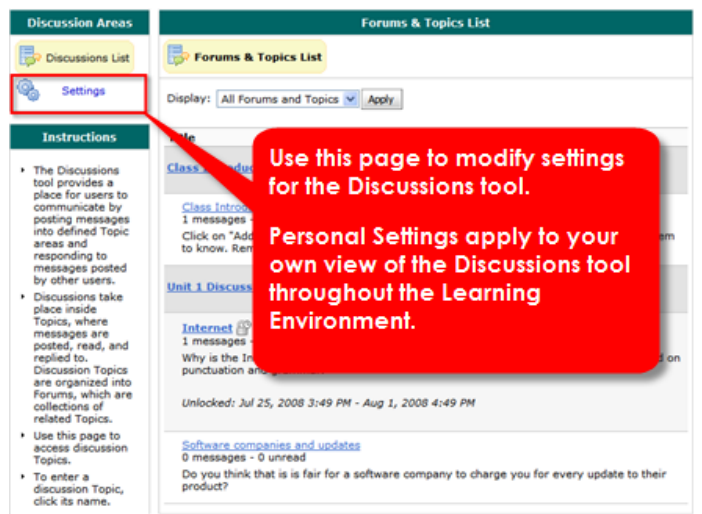 Discussion Areas
Discussions List
Settings
Instructions
The Discussions
tool provides a
place for users to
communicate by
posting messages
into defined Topic
areas and
responding to
messages posted
by other users.
Discussions take
place inside
Topics, where
messages are
posted, read, and
replied to.
Discussion Topics
are organized into
Forums, which are
collections of
related Topics.
Use this page to
access discussion
Topics.
To enter a
discussion Topic,
click its name.
Forums & Topics List
Forums & Topics List
Display: All Forums and Topics Apply
Class
Class
1 messages -
Click on "Add
to know.
Unit 1
Internet
1 messages -
Why is the on
punctuation
Unlocked: Jul 25, 2008 3:49 PM - Aug 1, 2008 4:49 PM
Software companies and updates
0 messages - 0 unread
Do you think that is is fair for a software company to charge you for every update to their
product?
Use this page to modify settings
for the Discussions tool.
Personal Settings apply to your
own view of the Discussions tool
throughout the Learning
Environment.